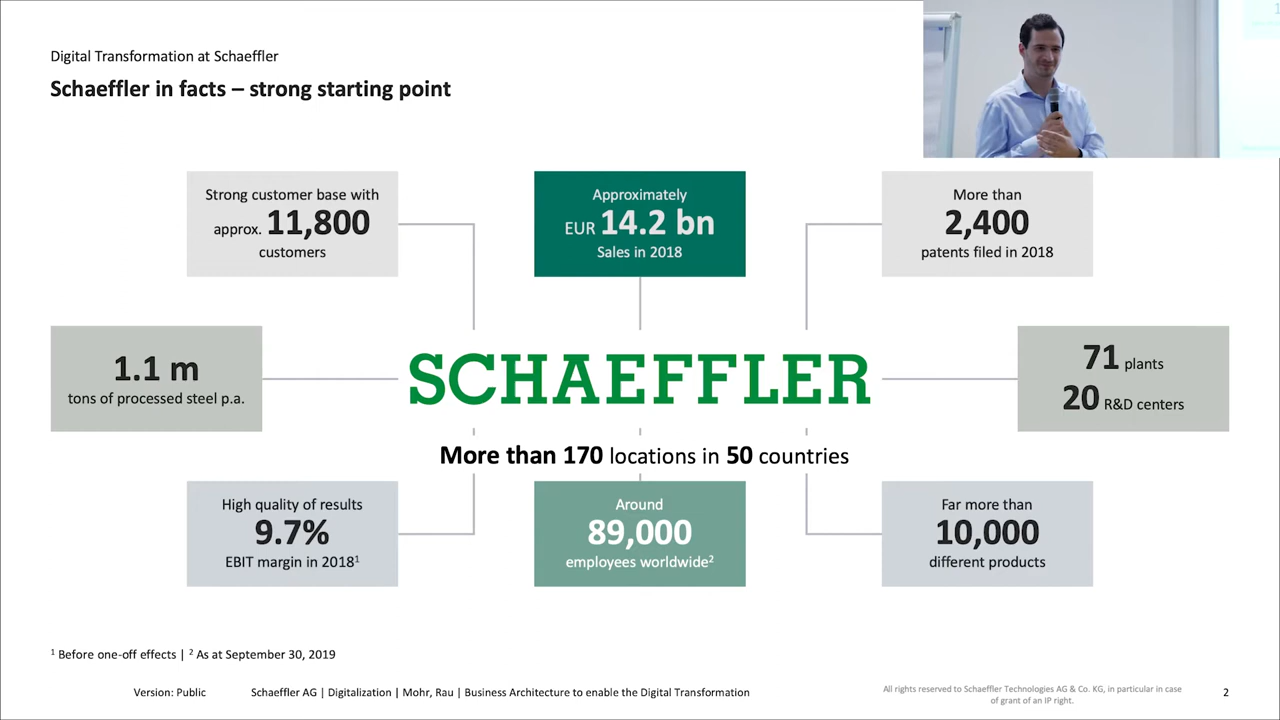 Digital Transformation at Schaeffler
Schaeffler in facts – strong starting point
Strong customer base with
approx. 11,800
customers
Approximately
EUR 14.2 bn
Sales in 2018
More than
2,400
patents filed in 2018
1.1 m
tons of processed steel p.a.
SCHAEFFLER
71 plants
20 R&D centers
More than 170 locations in 50 countries
High quality of results
9.7%
EBIT margin in 2018¹
Around
89,000
employees worldwide²
Far more than
10,000
different products
¹ Before one-off effects | ² As at September 30, 2019
Version: Public
Schaeffler AG | Digitalization | Mohr, Rau | Business Architecture to enable the Digital Transformation
All rights reserved to Schaeffler Technologies AG & Co. KG, in particular in case
of grant of an IP right.
2